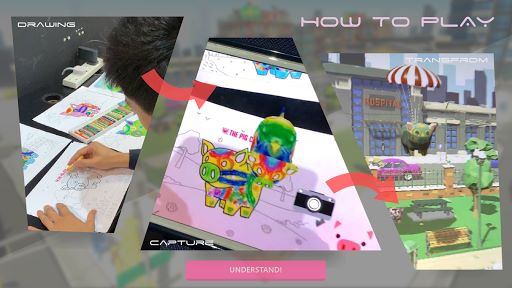 DRAWING
HOW TO PLAY
TRANSFROM
HOSPITAL
THE PIG
CAPTURE
UNDERSTAND!